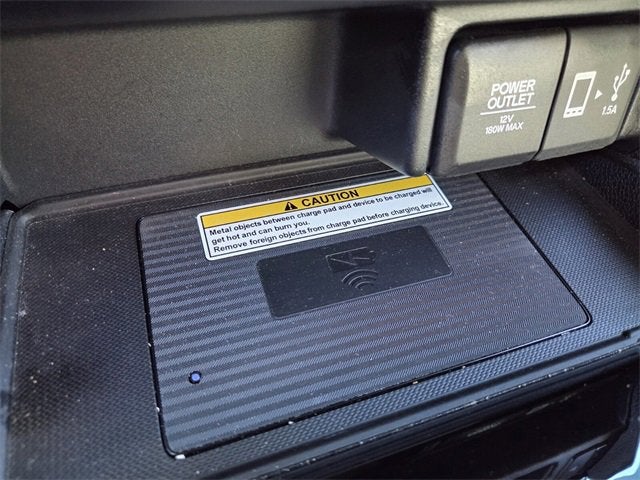 POWER
OUTLET
12V
180W MAX
1.5A
CAUTION
Metal objects between charge pad and device to be charged will
get hot and can burn you.
Remove foreign objects from charge pad before charging device.